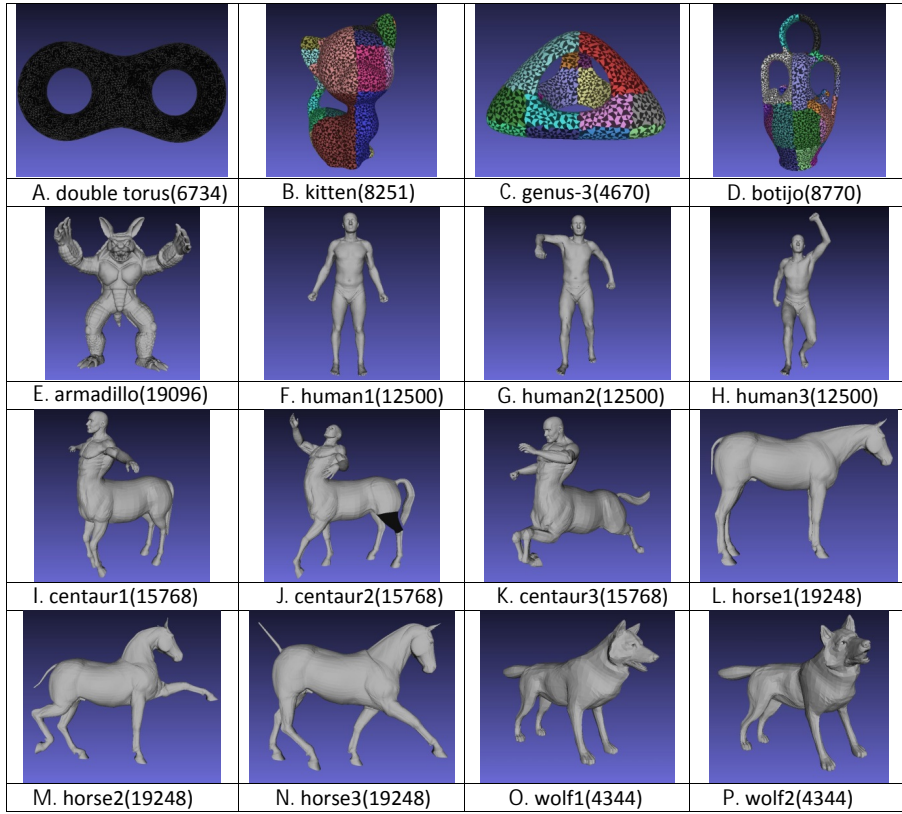 A. double torus(6734)
B. kitten(8251)
C. genus-3(4670)
D. botijo(8770)
E. armadillo(19096)
F. human1(12500)
G. human2(12500)
H. human3(12500)
I. centaur1(15768)
J. centaur2(15768)
K. centaur3(15768)
L. horse1(19248)
M. horse2(19248)
N. horse3(19248)
O. wolf1(4344)
P. wolf2(4344)